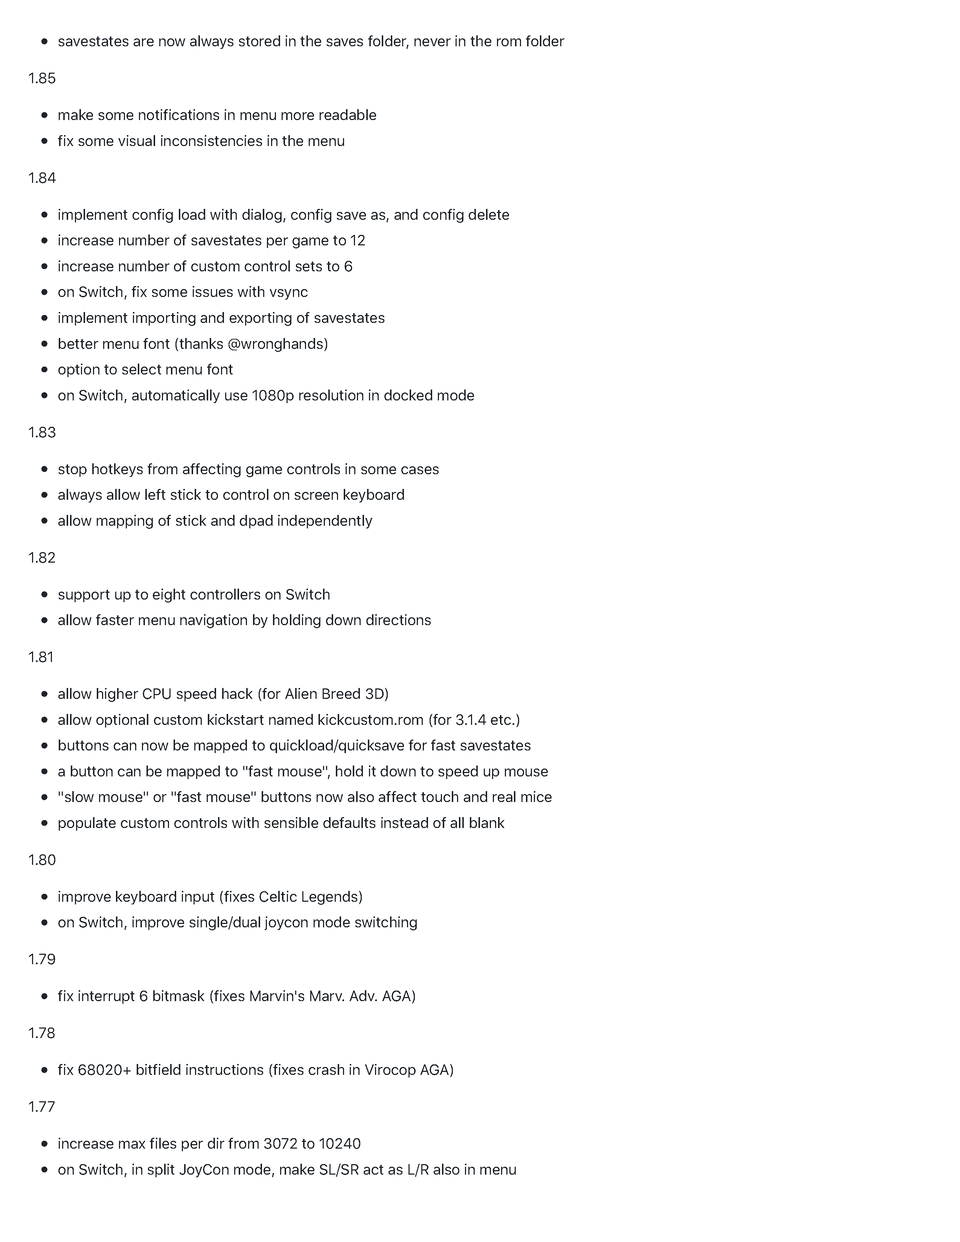 • savestates are now always stored in the saves folder, never in the rom folder
1.85
• make some notifications in menu more readable
• fix some visual inconsistencies in the menu
1.84
• implement config load with dialog, config save as, and config delete
• increase number of savestates per game to 12
• increase number of custom control sets to 6
• on Switch, fix some issues with vsync
• implement importing and exporting of savestates
• better menu font (thanks @wronghands)
• option to select menu font
• on Switch, automatically use 1080p resolution in docked mode
1.83
• stop hotkeys from affecting game controls in some cases
• always allow left stick to control on screen keyboard
• allow mapping of stick and dpad independently
1.82
• support up to eight controllers on Switch
• allow faster menu navigation by holding down directions
1.81
• allow higher CPU speed hack (for Alien Breed 3D)
• allow optional custom kickstart named kickcustom.rom (for 3.1.4 etc.)
• buttons can now be mapped to quickload/quicksave for fast savestates
• a button can be mapped to "fast mouse", hold it down to speed up mouse
• "slow mouse" or "fast mouse" buttons now also affect touch and real mice
• populate custom controls with sensible defaults instead of all blank
1.80
• improve keyboard input (fixes Celtic Legends)
• on Switch, improve single/dual joycon mode switching
1.79
• fix interrupt 6 bitmask (fixes Marvin's Marv. Adv. AGA)
1.78
• fix 68020+ bitfield instructions (fixes crash in Virocop AGA)
1.77
• increase max files per dir from 3072 to 10240
• on Switch, in split JoyCon mode, make SL/SR act as L/R also in menu